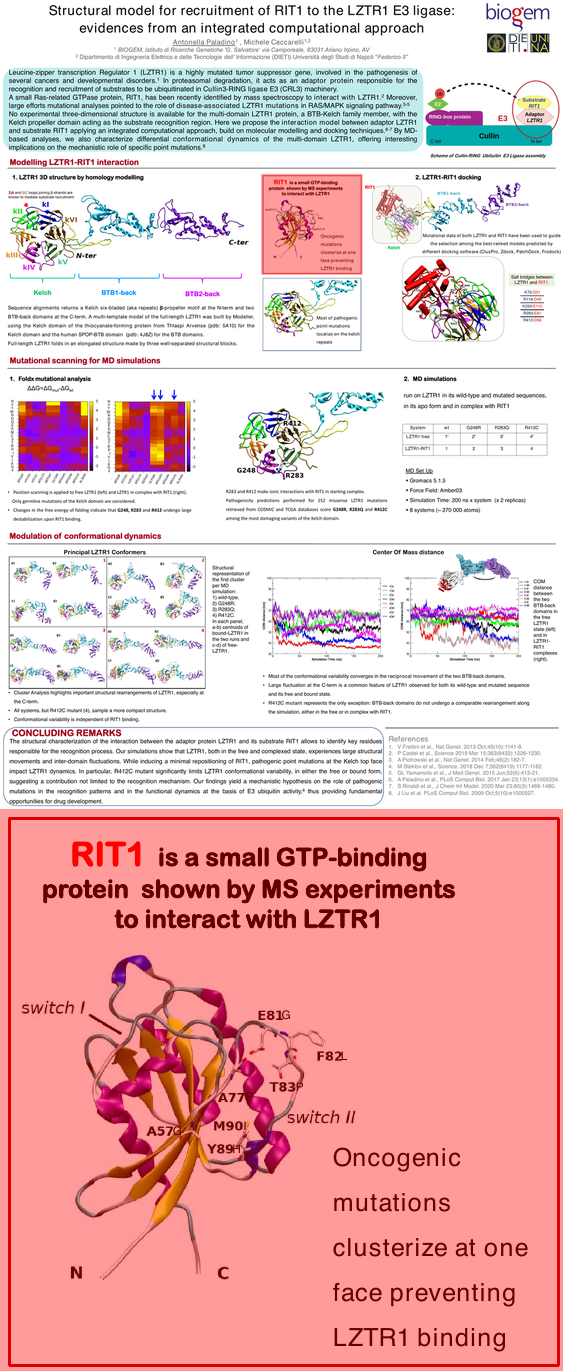 Structural model for recruitment of RIT1 to the LZTR1 E3 ligase:
evidences from an integrated computational approach
Antonella Paladino1 , Michele Ceccarelli1,2
1 BIOGEM, Istituto di Ricerche Genetiche 'G. Salvatore' via Camporeale, 83031 Ariano Irpino, AV
2 Dipartimento di Ingegneria Elettrica e delle Tecnologie dell' Informazione (DIETI) Università degli Studi di Napoli "Federico II"
biogem
Leucine-zipper transcription Regulator 1 (LZTR1) is a highly mutated tumor suppressor gene, involved in the pathogenesis of
several cancers and developmental disorders.1 In proteasomal degradation, it acts as an adaptor protein responsible for the
recognition and recruitment of substrates to be ubiquitinated in Cullin3-RING ligase E3 (CRL3) machinery.
A small Ras-related GTPase protein, RIT1, has been recently identified by mass spectroscopy to interact with LZTR1.2 Moreover,
large efforts mutational analyses pointed to the role of disease-associated LZTR1 mutations in RAS/MAPK signaling pathway.3-5
No experimental three-dimensional structure is available for the multi-domain LZTR1 protein, a BTB-Kelch family member, with the
Kelch propeller domain acting as the substrate recognition region. Here we propose the interaction model between adaptor LZTR1
and substrate RIT1 applying an integrated computational approach, build on molecular modelling and docking techniques.6-7 By MD-
based analyses, we also characterize differential conformational dynamics of the multi-domain LZTR1, offering interesting
implications on the mechanistic role of specific point mutations.8
E2
RING-box protein
E3
Substrate
RIT1
Adaptor
LZTR1
Cullin
C-ter
N-ter
Scheme of Cullin-RING Ubituitin E3 Ligase assembly
Modelling LZTR1-RIT1 interaction
1. LZTR1 3D structure by homology modelling
DA and BC loops joining β-strands are
known to mediate substrate recruitment
kI
kII
kVI
kIII
kIV
kV
N-ter
C-ter
Kelch
BTB1-back
BTB2-back
Sequence alignments returns a Kelch six-bladed (aka repeats) β-propeller motif at the N-term and two
BTB-back domains at the C-term. A multi-template model of the full-length LZTR1 was built by Modeller,
using the Kelch domain of the thiocyanate-forming protein from Thlaspi Arvense (pdb: 5A10) for the
Kelch domain and the human SPOP-BTB domain (pdb: 4J8Z) for the BTB domains.
Full-length LZTR1 folds in an elongated structure made by three well-separated structural blocks.
RIT1 is a small GTP-binding
protein shown by MS experiments
to interact with LZTR1
Oncogenic
mutations
clusterize at one
face preventing
LZTR1 binding
Most of pathogenic
point mutations
localize on the kelch
repeats
2. LZTR1-RIT1 docking
RIT1
Kelch
BTB1-back
BTB2-back
Mutational data of both LZTR1 and RIT1 have been used to guide
the selection among the best-ranked models predicted by
different docking software (ClusPro, Zdock, PatchDock, Frodock)
Salt bridges between
LZTR1 and RIT1
Mutational scanning for MD simulations
1. Foldx mutational analysis
ΔΔG=ΔGmut-ΔGwt
Position scanning is applied to free LZTR1 (left) and LZTR1 in complex with RIT1 (right).
Only germline mutations of the Kelch domain are considered.
Changes in the free energy of folding indicate that G248, R283 and R412 undergo large
destabilization upon RIT1 binding.
R412
G248
R283
R283 and R412 make ionic interactions with RIT1 in starting complex.
Pathogenicity predictions performed for 252 missense LZTR1 mutations
retrieved from COSMIC and TCGA databases score G248R, R283Q and R412C
among the most damaging variants of the Kelch domain.
2. MD simulations
run on LZTR1 in its wild-type and mutated sequences,
in its apo form and in complex with RIT1
System wt G248R R283Q R412C
LZTR1 free 1' 2' 3' 4'
LZTR1-RIT1 1 2 3 4
MD Set Up
• Gromacs 5.1.5
• Force Field: Amber03
• Simulation Time: 200 ns x system (x 2 replicas)
• 8 systems (~ 270 000 atoms)
Modulation of conformational dynamics
Principal LZTR1 Conformers
Structural
representation of
the first cluster
per MD
simulation:
1) wild-type,
2) G248R;
3) R283Q;
4) R412C.
In each panel,
a-b) centroids of
bound-LZTR1 in
the two runs and
c-d) of free-
LZTR1.
• Cluster Analysis highlights important structural rearrangements of LZTR1, especially at
the C-term.
• All systems, but R412C mutant (4), sample a more compact structure.
• Conformational variability is independent of RIT1 binding.
Center Of Mass distance
Simulation Time (ns)
Simulation Time (ns)
COM
distance
between
the two
BTB-back
domains in
the free
LZTR1
state (left)
and in
LZTR1-
RIT1
complexes
(right).
• Most of the conformational variability converges in the reciprocal movement of the two BTB-back domains.
• Large fluctuation at the C-term is a common feature of LZTR1 observed for both its wild-type and mutated sequence
and its free and bound state.
• R412C mutant represents the only exception: BTB-back domains do not undergo a comparable rearrangement along
the simulation, either in the free or in complex with RIT1.
CONCLUDING REMARKS
The structural characterization of the interaction between the adaptor protein LZTR1 and its substrate RIT1 allows to identify key residues
responsible for the recognition process. Our simulations show that LZTR1, both in the free and complexed state, experiences large structural
movements and inter-domain fluctuations. While inducing a minimal repositioning of RIT1, pathogenic point mutations at the Kelch top face
impact LZTR1 dynamics. In particular, R412C mutant significantly limits LZTR1 conformational variability, in either the free or bound form,
suggesting a contribution not limited to the recognition mechanism. Our findings yield a mechanistic hypothesis on the role of pathogenic
mutations in the recognition patterns and in the functional dynamics at the basis of E3 ubiquitin activity,8 thus providing fundamental
opportunities for drug development.
References
1. V Frattini et al., Nat Genet. 2013 Oct;45(10):1141-9.
2. P Castel et al., Science 2019 Mar 15;363(6432):1226-1230.
3. A Piotrowski et al., Nat Genet. 2014 Feb;46(2):182-7.
4. M Steklov et al., Science. 2018 Dec 7;362(6419):1177-1182.
5. GL Yamamoto et al., J Med Genet. 2015 Jun;52(6):413-21.
6. A Paladino et al., PLoS Comput Biol. 2017 Jan 23;13(1):e1005334.
7. S Rinaldi et al., J Chem Inf Model. 2020 Mar 23;60(3):1469-1480.
8. J Liu et al. PLoS Comput Biol. 2009 Oct;5(10):e1000527.
RIT1 is a small GTP-binding
protein shown by MS experiments
to interact with LZTR1
switch I
E81G
F82L
T83P
A77
switch II
A57G
M90I
Y89H
N
C
Oncogenic
mutations
clusterize at one
face preventing
LZTR1 binding